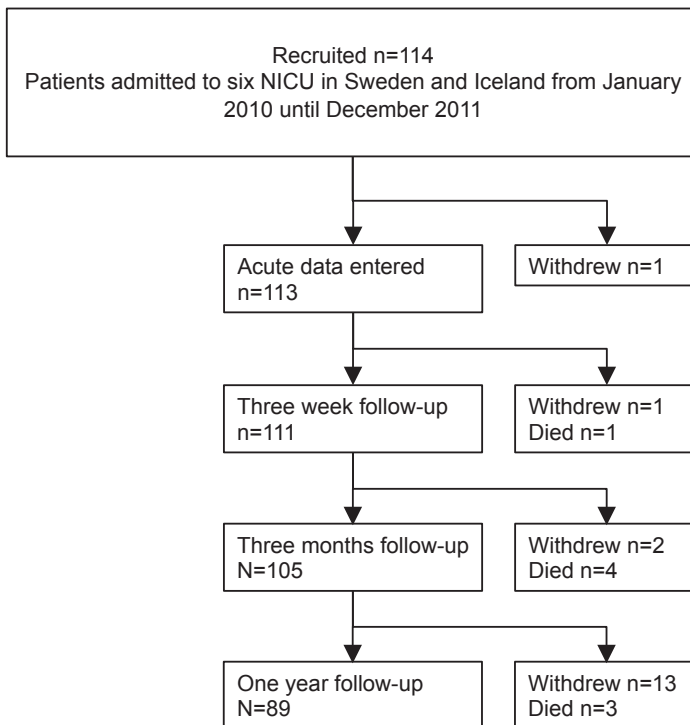 Recruited n=114
Patients admitted to six NICU in Sweden and Iceland from January
2010 until December 2011
Acute data entered
n=113
Withdrew n=1
Three week follow-up
n=111
Withdrew n=1
Died n=1
Three months follow-up
N=105
Withdrew n=2
Died n=4
One year follow-up
N=89
Withdrew n=13
Died n=3